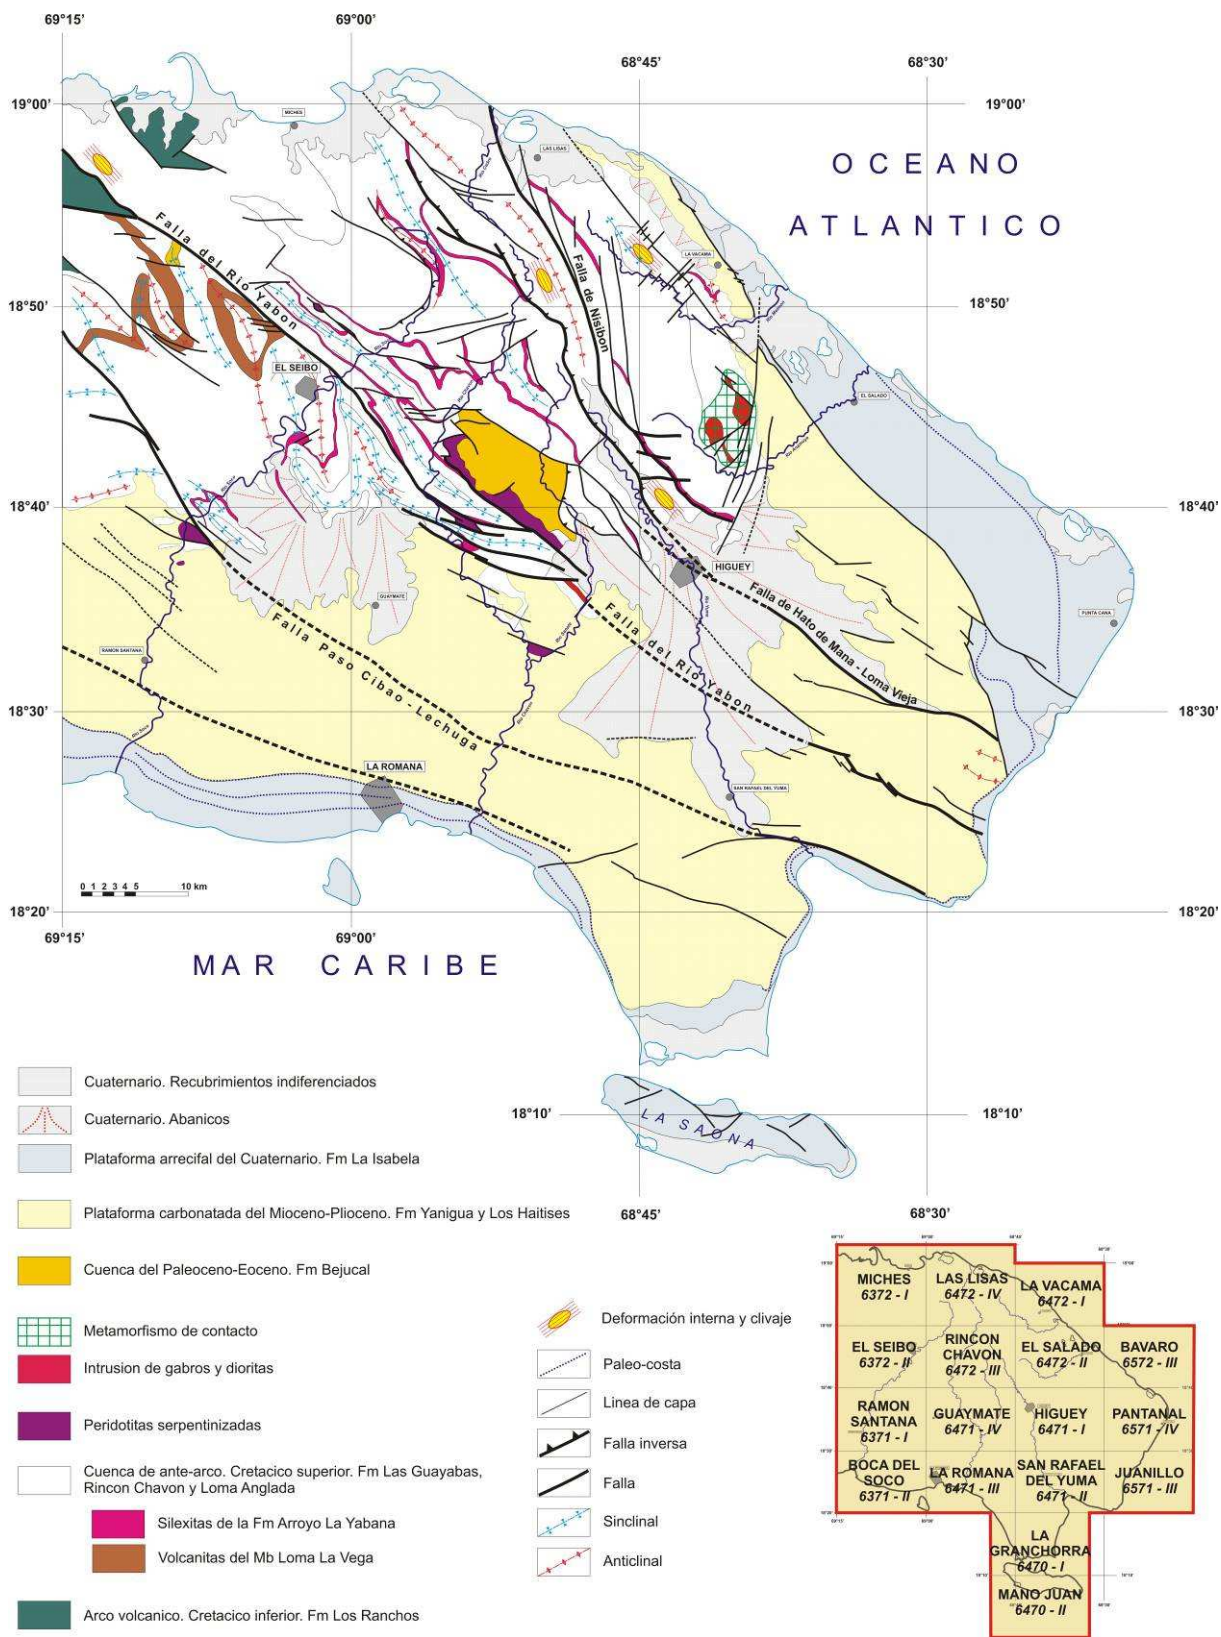 69°15'
69°00'
68°45'
68°30'
19°00'
19°00'
MICHES
LAS LISAS
OCEANO
ATLANTICO
Falla del Rio Yabon
LA VACAMA
18°50'
18°50'
Falla de Nisibon
EL SEIBO
EL SALADO
18°40'
18°40'
HIGUEY
GUAYMATE
Falla de Hato de Mana - Loma Vieja
PUNTA CANA
Falla del Rio Yabon
RAMON SANTANA
Falla Paso Cibao - Lechuga
18°30'
18°30'
Rio Soco
Rio Chavon
Rio Yuma
LA ROMANA
SAN RAFAEL DEL YUMA
0 1 2 3 4 5 10 km
18°20'
18°20'
69°15'
69°00'
MAR CARIBE
18°10'
18°10'
LA SAONA
68°45'
68°30'
Cuaternario. Recubrimientos indiferenciados
Cuaternario. Abanicos
Plataforma arrecifal del Cuaternario. Fm La Isabela
Plataforma carbonatada del Mioceno-Plioceno. Fm Yanigua y Los Haitises
Cuenca del Paleoceno-Eoceno. Fm Bejucal
Metamorfismo de contacto
Intrusion de gabros y dioritas
Peridotitas serpentinizadas
Cuenca de ante-arco. Cretacico superior. Fm Las Guayabas,
Rincon Chavon y Loma Anglada
Silexitas de la Fm Arroyo La Yabana
Volcanitas del Mb Loma La Vega
Arco volcanico. Cretacico inferior. Fm Los Ranchos
Deformación interna y clivaje
Paleo-costa
Linea de capa
Falla inversa
Falla
Sinclinal
Anticlinal
MICHES
6372 - I
LAS LISAS
6472 - IV
LA VACAMA
6472 - I
EL SEIBO
6372 - II
RINCON
CHAVON
6472 - III
EL SALADO
6472 - II
BAVARO
6572 - III
RAMON
SANTANA
6371 - I
GUAYMATE
6471 - IV
HIGUEY
6471 - I
PANTANAL
6571 - IV
BOCA DEL
SOCO
6371 - II
LA ROMANA
6471 - III
SAN RAFAEL
DEL YUMA
6471 - II
JUANILLO
6571 - III
LA
GRANCHORRA
6470 - I
MANO JUAN
6470 - II